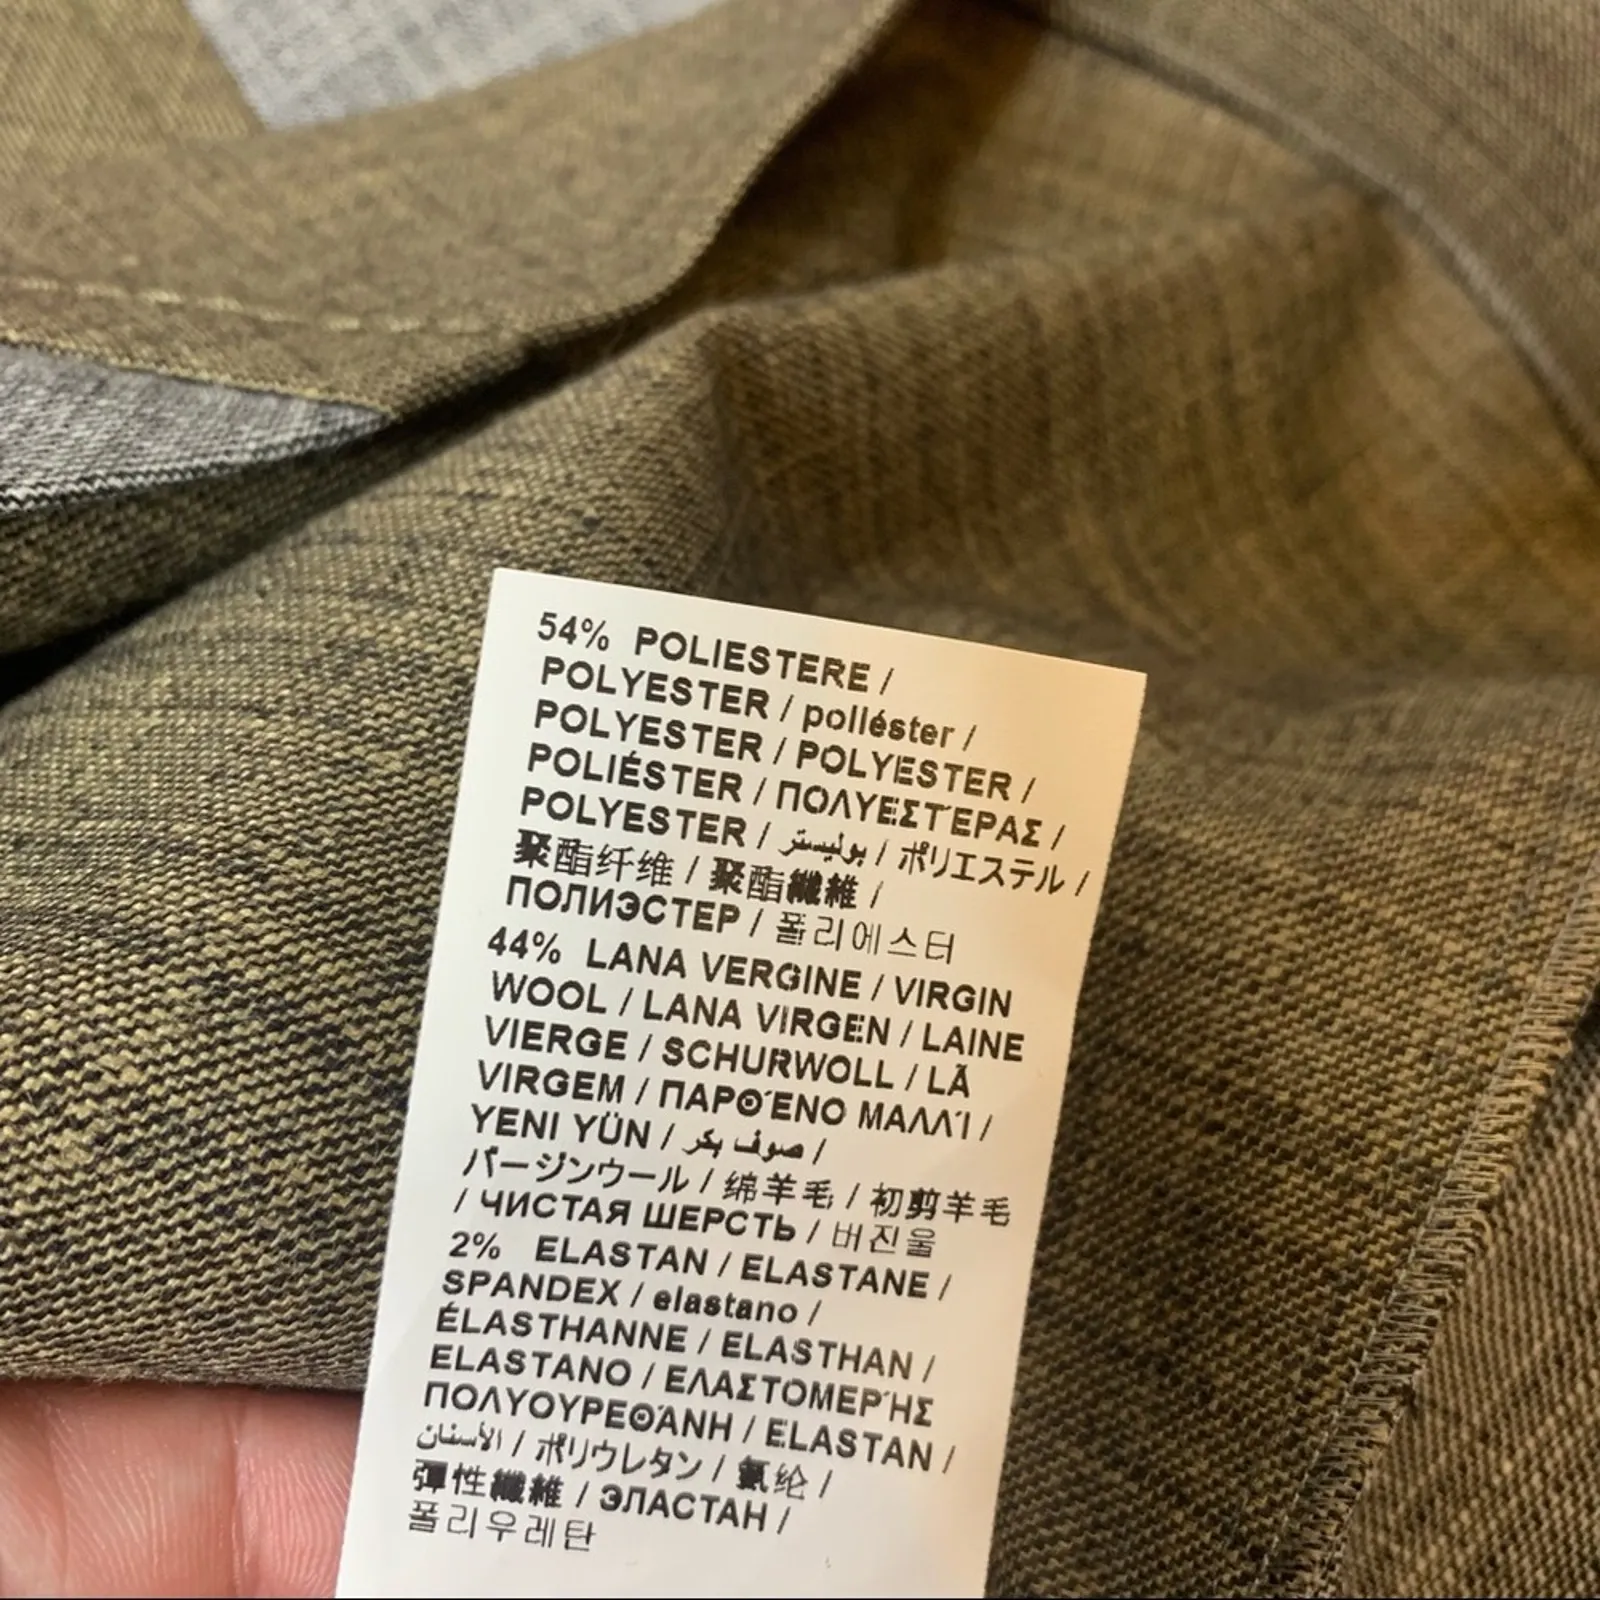 54% POLIESTERE /
POLYESTER / poliéster /
POLYESTER / POLYESTER /
POLIÉSTER / ΠΟΛΥΕΣΤΈΡΑΣ /
POLYESTER / بوليستر / ポリエステル /
聚酯纤维 / 聚酯纖維 /
ПОЛИЭСТЕР / 폴리에스터
44% LANA VERGINE / VIRGIN
WOOL / LANA VIRGEN / LAINE
VIERGE / SCHURWOLL / LÃ
VIRGEM / ΠΑΡΘΈΝΟ ΜΑΛΛΊ /
YENI YÜN / صوف بكر /
バージンウール / 绵羊毛 / 初剪羊毛
/ ЧИСТАЯ ШЕРСТЬ / 버진울
2% ELASTAN / ELASTANE /
SPANDEX / elastano /
ÉLASTHANNE / ELASTHAN /
ELASTANO / ΕΛΑΣΤΟΜΕΡΉΣ
ΠΟΛΥΟΥΡΕΘΆΝΗ / ELASTAN /
الأستان / ポリウレタン / 氨纶 /
彈性纖維 / ЭЛАСТАН /
폴리우레탄